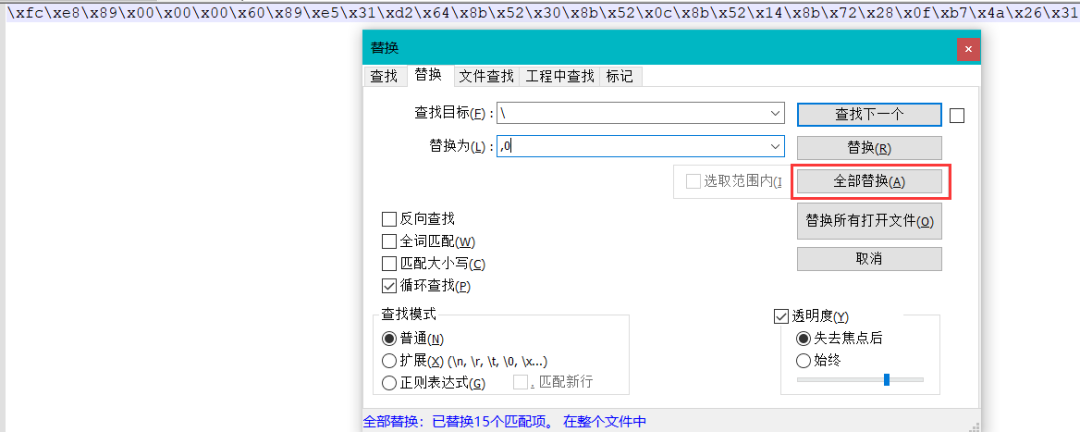 \xfc\xe8\x89\x00\x00\x00\x60\x89\xe5\x31\xd2\x64\x8b\x52\x30\x8b\x52\x0c\x8b\x52\x14\x8b\x72\x28\x0f\xb7\x4a\x26\x31
替换
查找 替换 文件查找 工程中查找 标记
查找目标(F) : \ 查找下一个
替换为(L) : ,0 替换(R)
选取范围内(I 全部替换(A)
替换所有打开文件(O)
反向查找
全词匹配(W) 取消
匹配大小写(C)
循环查找(P)
查找模式 透明度(Y)
普通(N) 失去焦点后
扩展(X) (\n, \r, \t, \0, \x...) 始终
正则表达式(G) . 匹配新行
全部替换：已替换15个匹配项。 在整个文件中